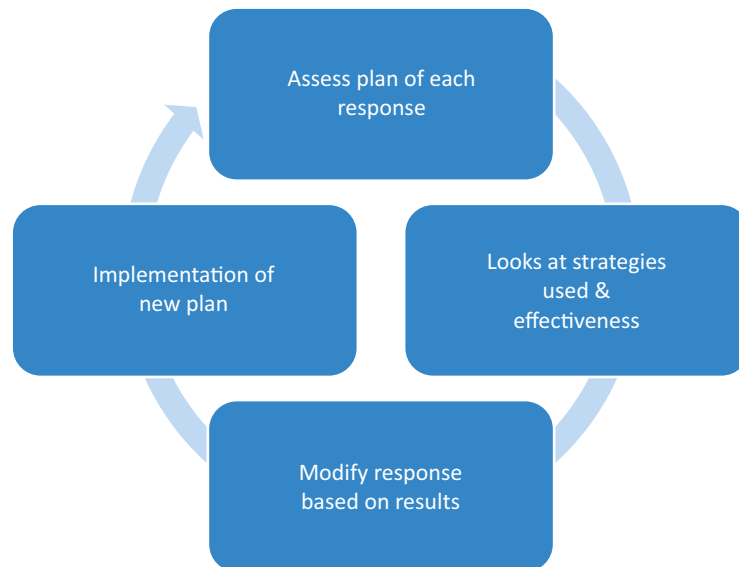 Assess plan of each
response
Looks at strategies
used &
effectiveness
Modify response
based on results
Implementation of
new plan